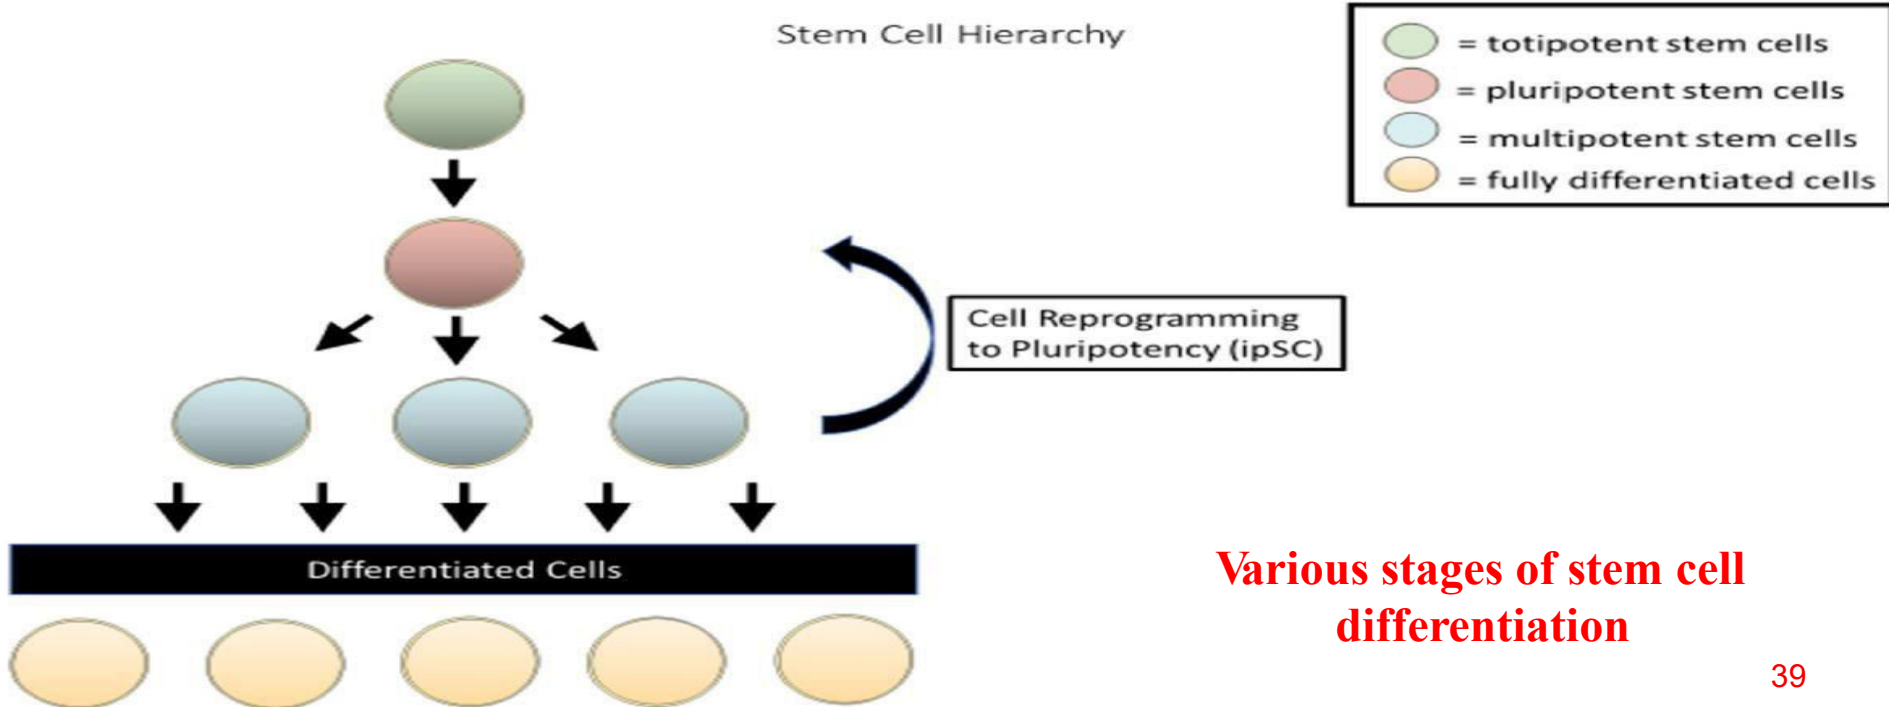 Stem Cell Hierarchy
= totipotent stem cells
= pluripotent stem cells
= multipotent stem cells
= fully differentiated cells
Cell Reprogramming
to Pluripotency (ipSC)
Differentiated Cells
Various stages of stem cell
differentiation
39